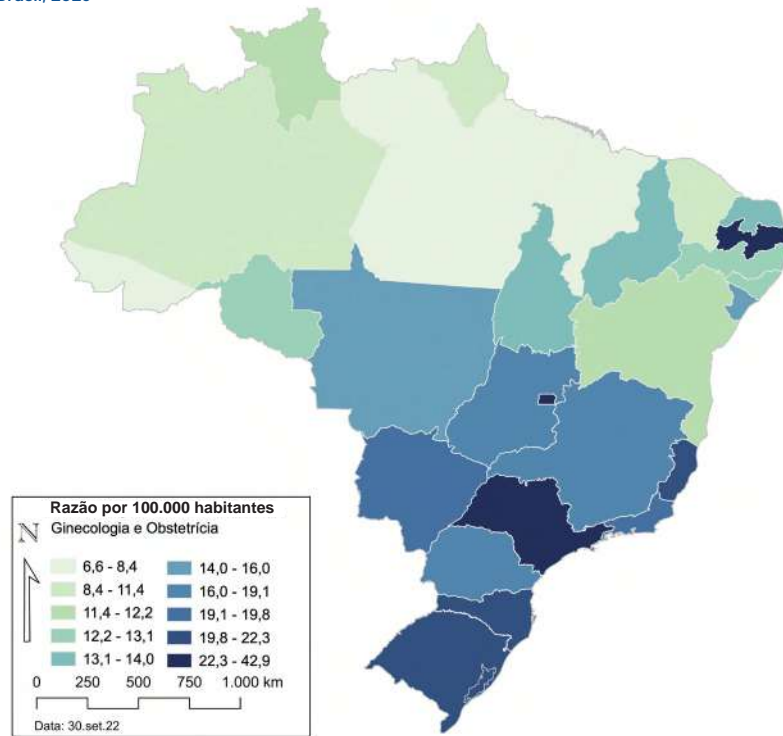 Brasil, 2020
Razão por 100.000 habitantes
N
Ginecologia e Obstetrícia
6,6 - 8,4
8,4 - 11,4
11,4 - 12,2
12,2 - 13,1
13,1 - 14,0
14,0 - 16,0
16,0 - 19,1
19,1 - 19,8
19,8 - 22,3
22,3 - 42,9
0 250 500 750 1.000 km
Data: 30.set.22